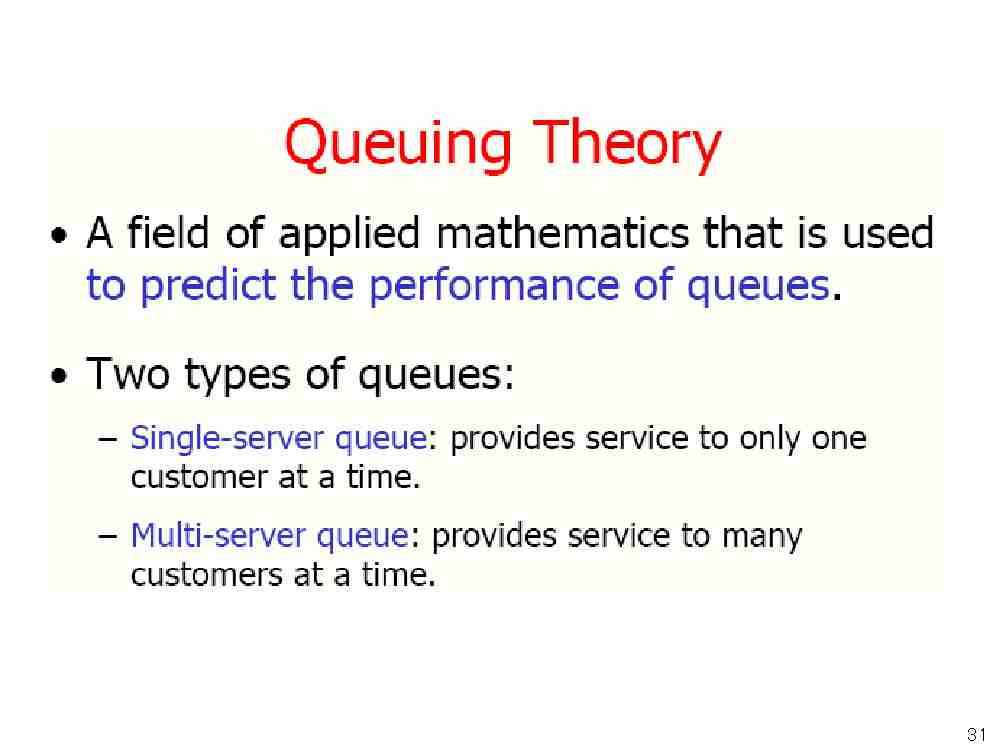 Queuing Theory
• A field of applied mathematics that is used
to predict the performance of queues.
• Two types of queues:
– Single-server queue: provides service to only one
customer at a time.
– Multi-server queue: provides service to many
customers at a time.
31